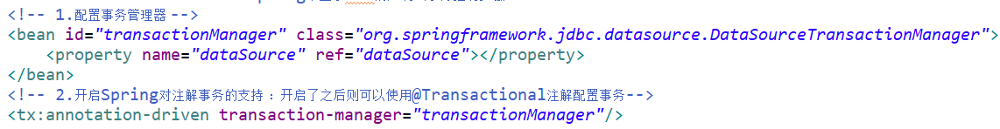 <!-- 1.配置事务管理器 -->
<bean id="transactionManager" class="org.springframework.jdbc.datasource.DataSourceTransactionManager">
    <property name="dataSource" ref="dataSource"></property>
</bean>
<!-- 2.开启Spring对注解事务的支持 : 开启了之后则可以使用@Transactional注解配置事务-->
<tx:annotation-driven transaction-manager="transactionManager"/>